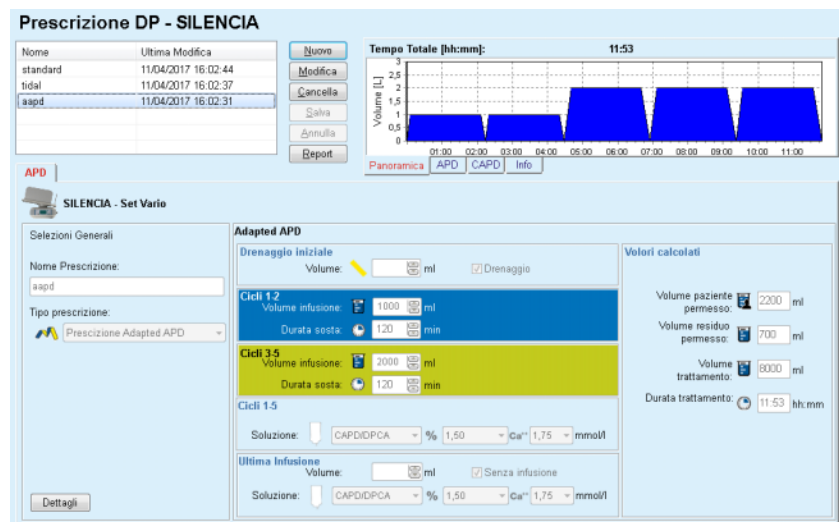 Prescrizione DP - SILENCIA
Nome Ultima Modifica
standard 11/04/2017 16:02:44
tidal 11/04/2017 16:02:37
aapd 11/04/2017 16:02:31
Nuovo
Modifica
Cancella
Salva
Annulla
Report
Tempo Totale [hh:mm]: 11:53
Volume [L]
3
2,5
2
1,5
1
0,5
0
01:00 02:00 03:00 04:00 05:00 06:00 07:00 08:00 09:00 10:00 11:00
Panoramica APD CAPD Info
APD
SILENCIA - Set Vario
Selezioni Generali
Nome Prescrizione:
aapd
Tipo prescrizione:
Prescizione Adapted APD
Dettagli
Adapted APD
Drenaggio iniziale
Volume: ml Drenaggio
Cicli 1-2
Volume infusione: 1000 ml
Durata sosta: 120 min
Cicli 3-5
Volume infusione: 2000 ml
Durata sosta: 120 min
Cicli 1-5
Soluzione: CAPD/DPCA % 1,50 Ca++ 1,75 mmol/l
Ultima Infusione
Volume: ml Senza infusione
Soluzione: CAPD/DPCA % 1,50 Ca++ 1,75 mmol/l
Valori calcolati
Volume paziente
permesso: 2200 ml
Volume residuo
permesso: 700 ml
Volume
trattamento: 8000 ml
Durata trattamento: 11:53 hh:mm